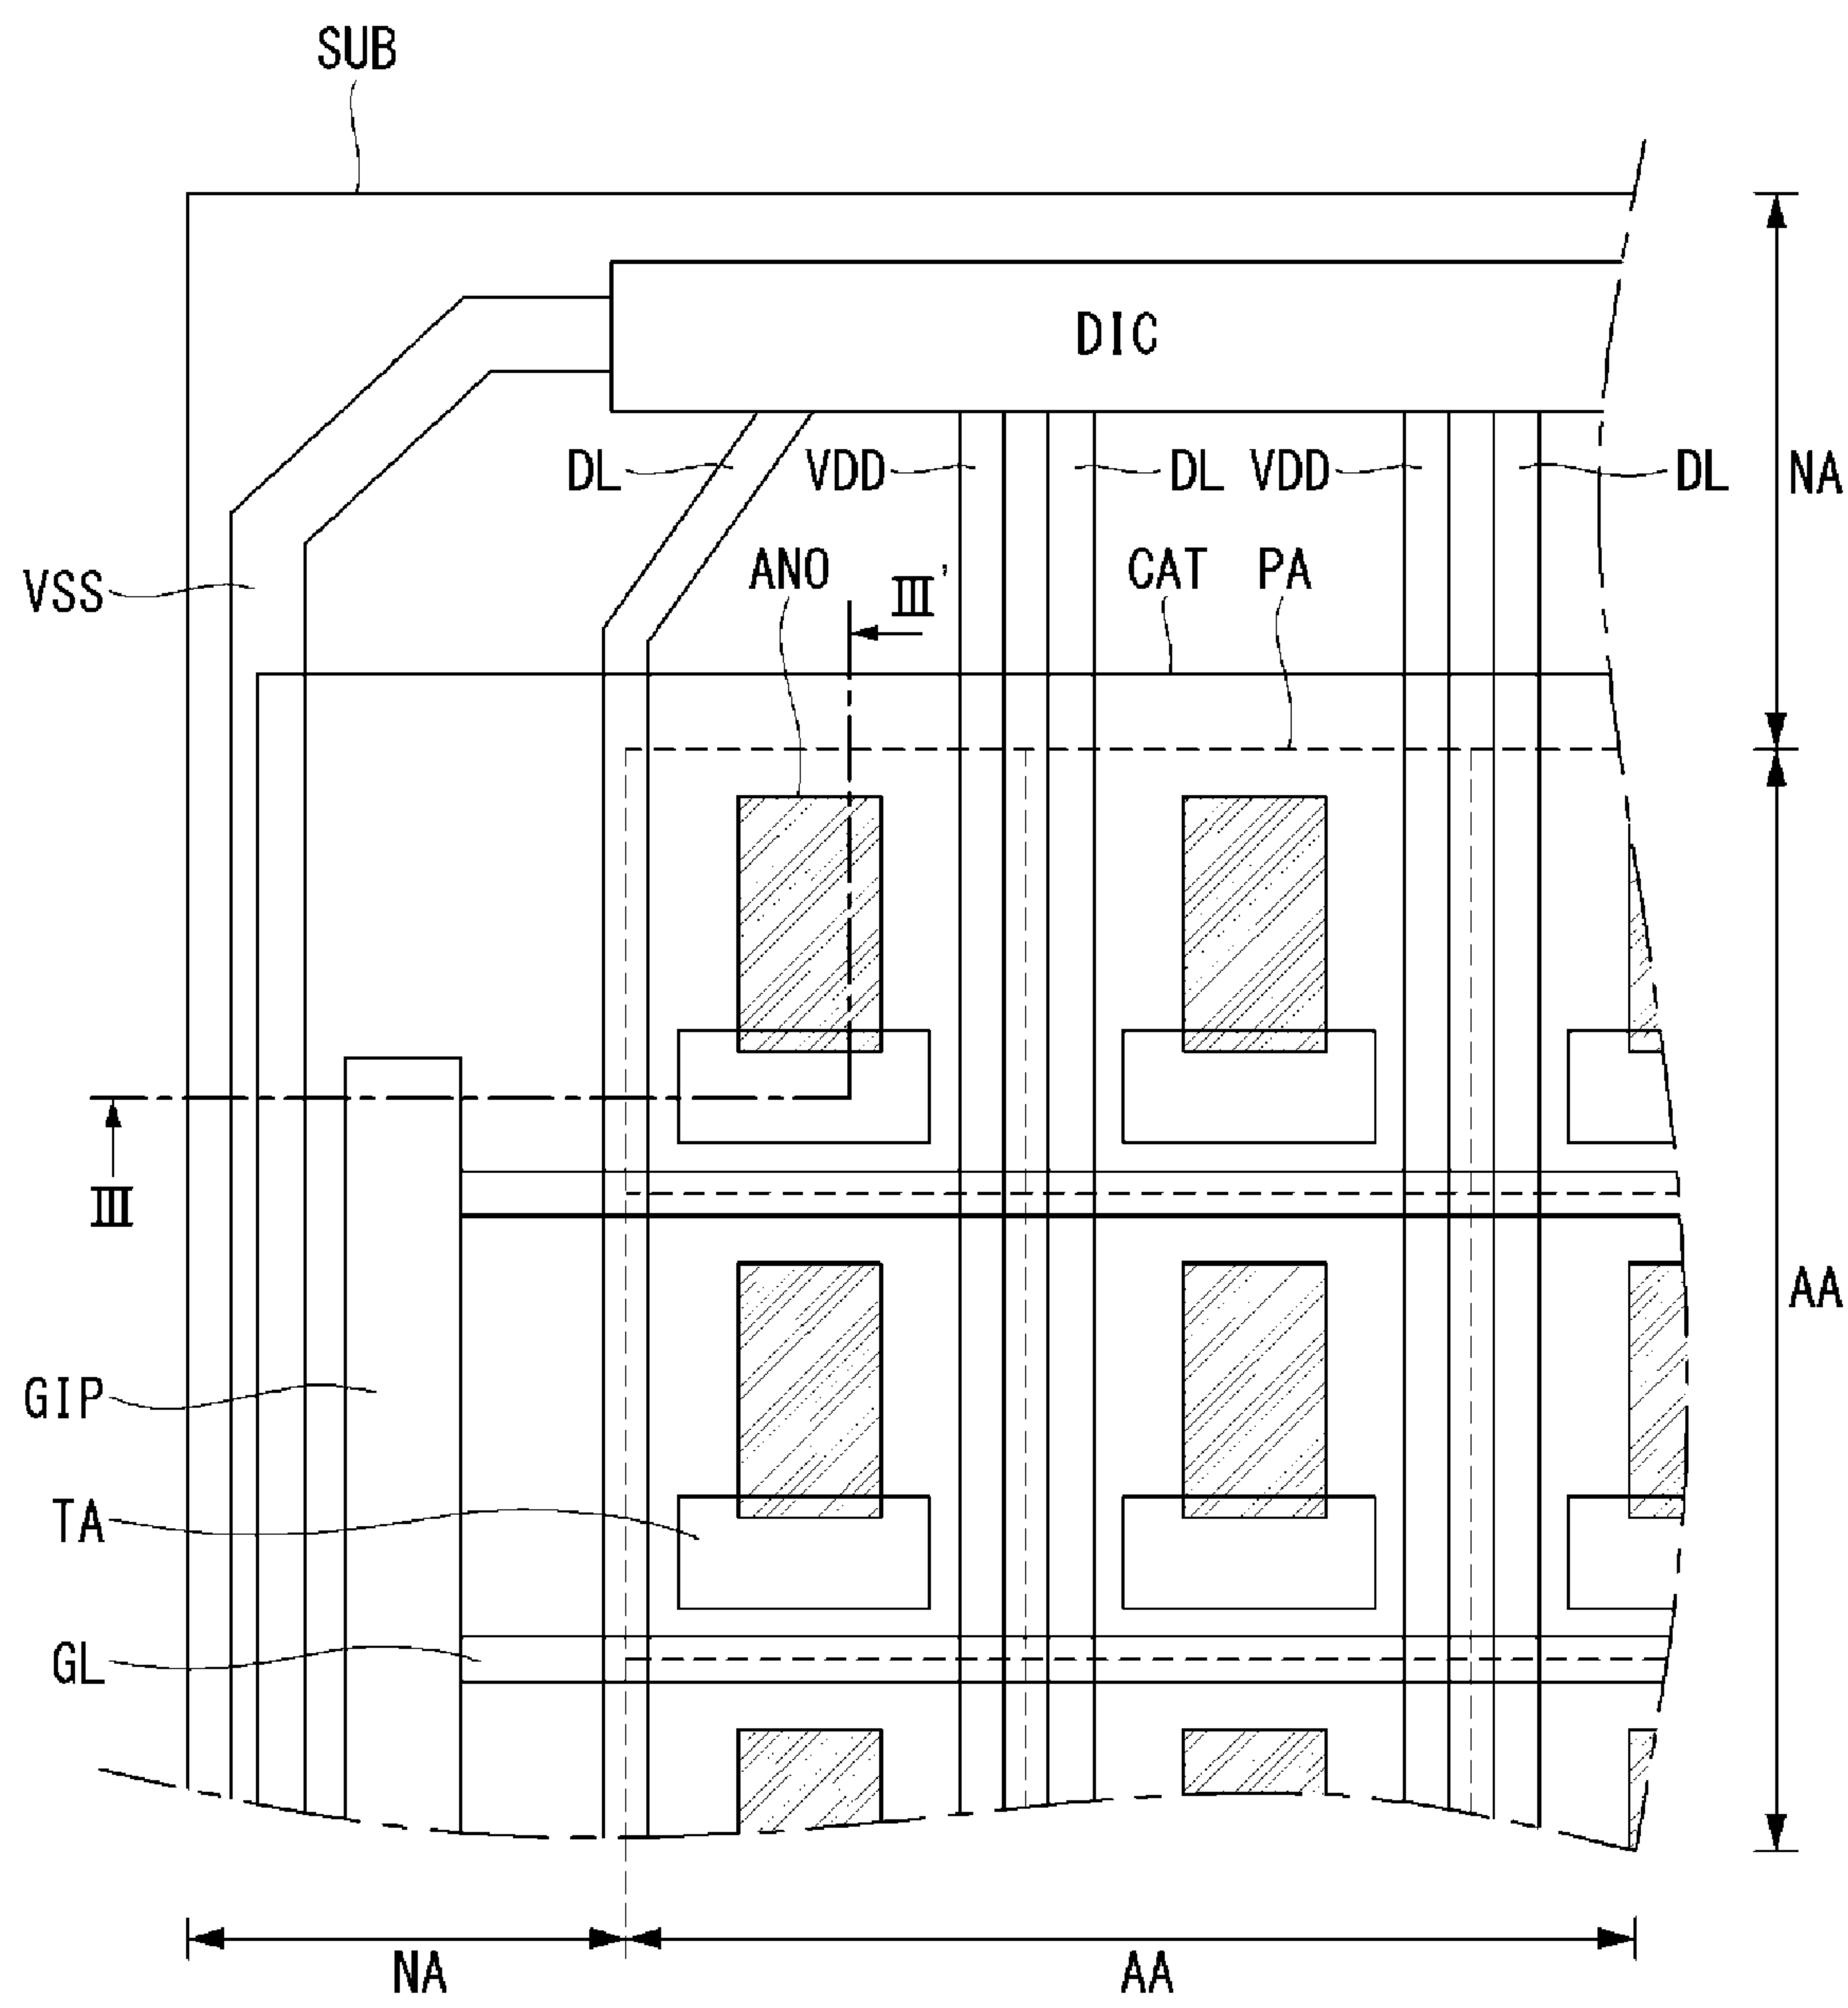 SUB
DIC
DL VDD DL VDD DL NA
ANO III' CAT PA
VSS
III
AA
GIP
TA
GL
NA AA